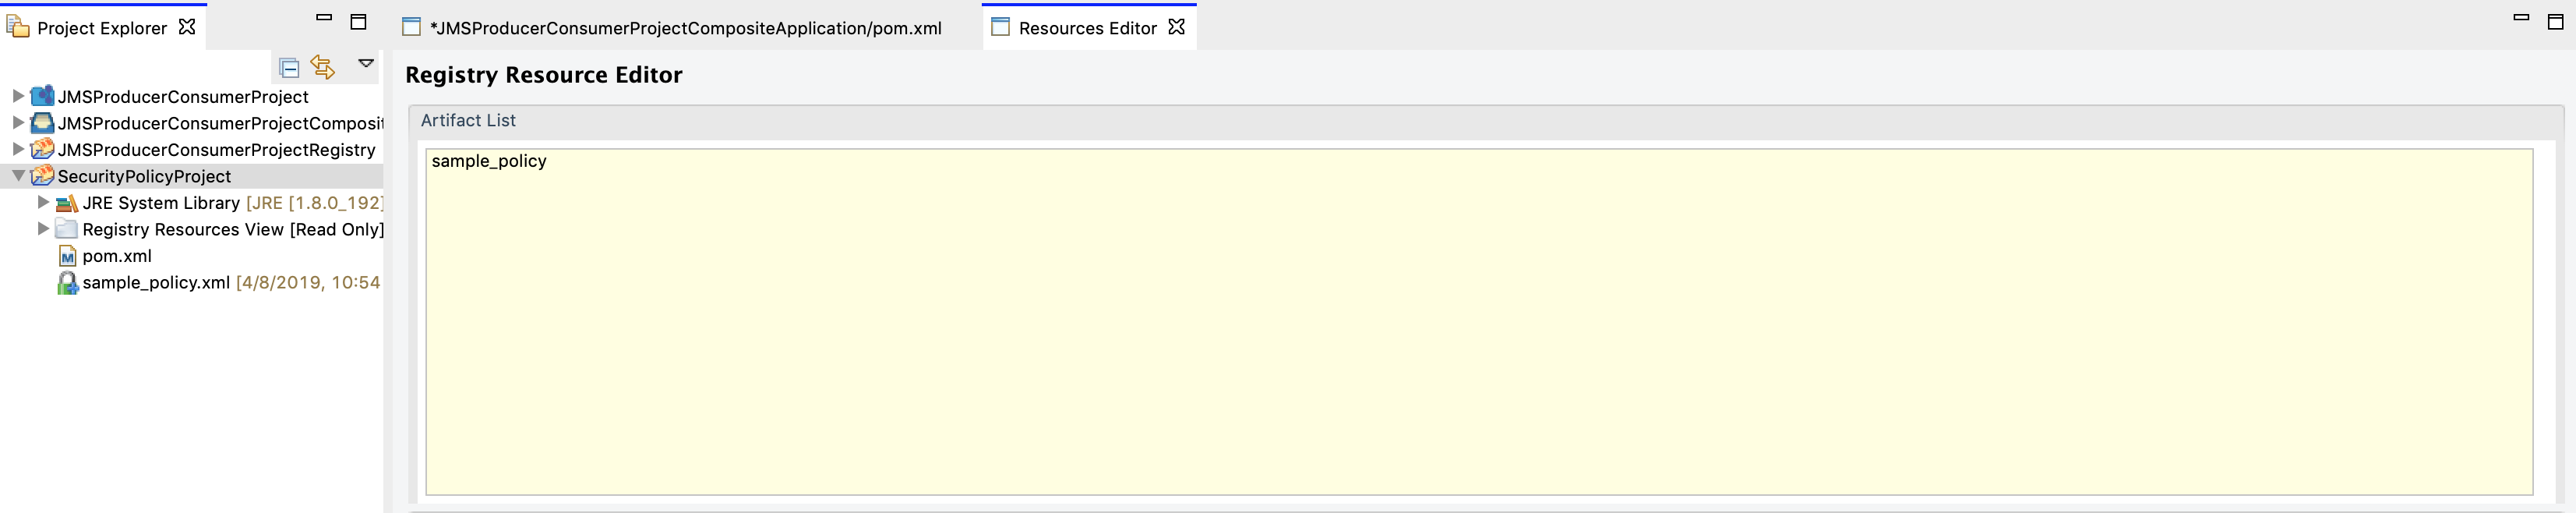 Project Explorer
*JMSProducerConsumerProjectCompositeApplication/pom.xml
Resources Editor
JMSProducerConsumerProject
JMSProducerConsumerProjectComposit
JMSProducerConsumerProjectRegistry
SecurityPolicyProject
JRE System Library [JRE [1.8.0_192]
Registry Resources View [Read Only]
pom.xml
sample_policy.xml [4/8/2019, 10:54
Registry Resource Editor
Artifact List
sample_policy